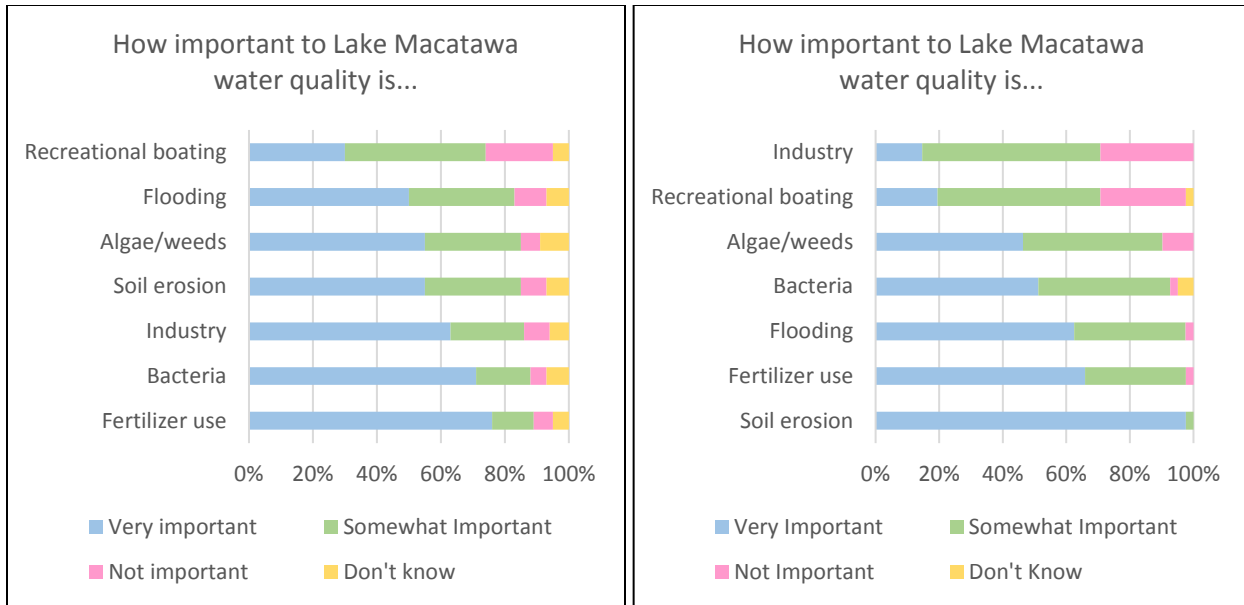 How important to Lake Macatawa
water quality is...
Recreational boating
Flooding
Algae/weeds
Soil erosion
Industry
Bacteria
Fertilizer use
0% 20% 40% 60% 80% 100%
Very important Somewhat Important
Not important Don't know
How important to Lake Macatawa
water quality is...
Industry
Recreational boating
Algae/weeds
Bacteria
Flooding
Fertilizer use
Soil erosion
0% 20% 40% 60% 80% 100%
Very Important Somewhat Important
Not Important Don't Know